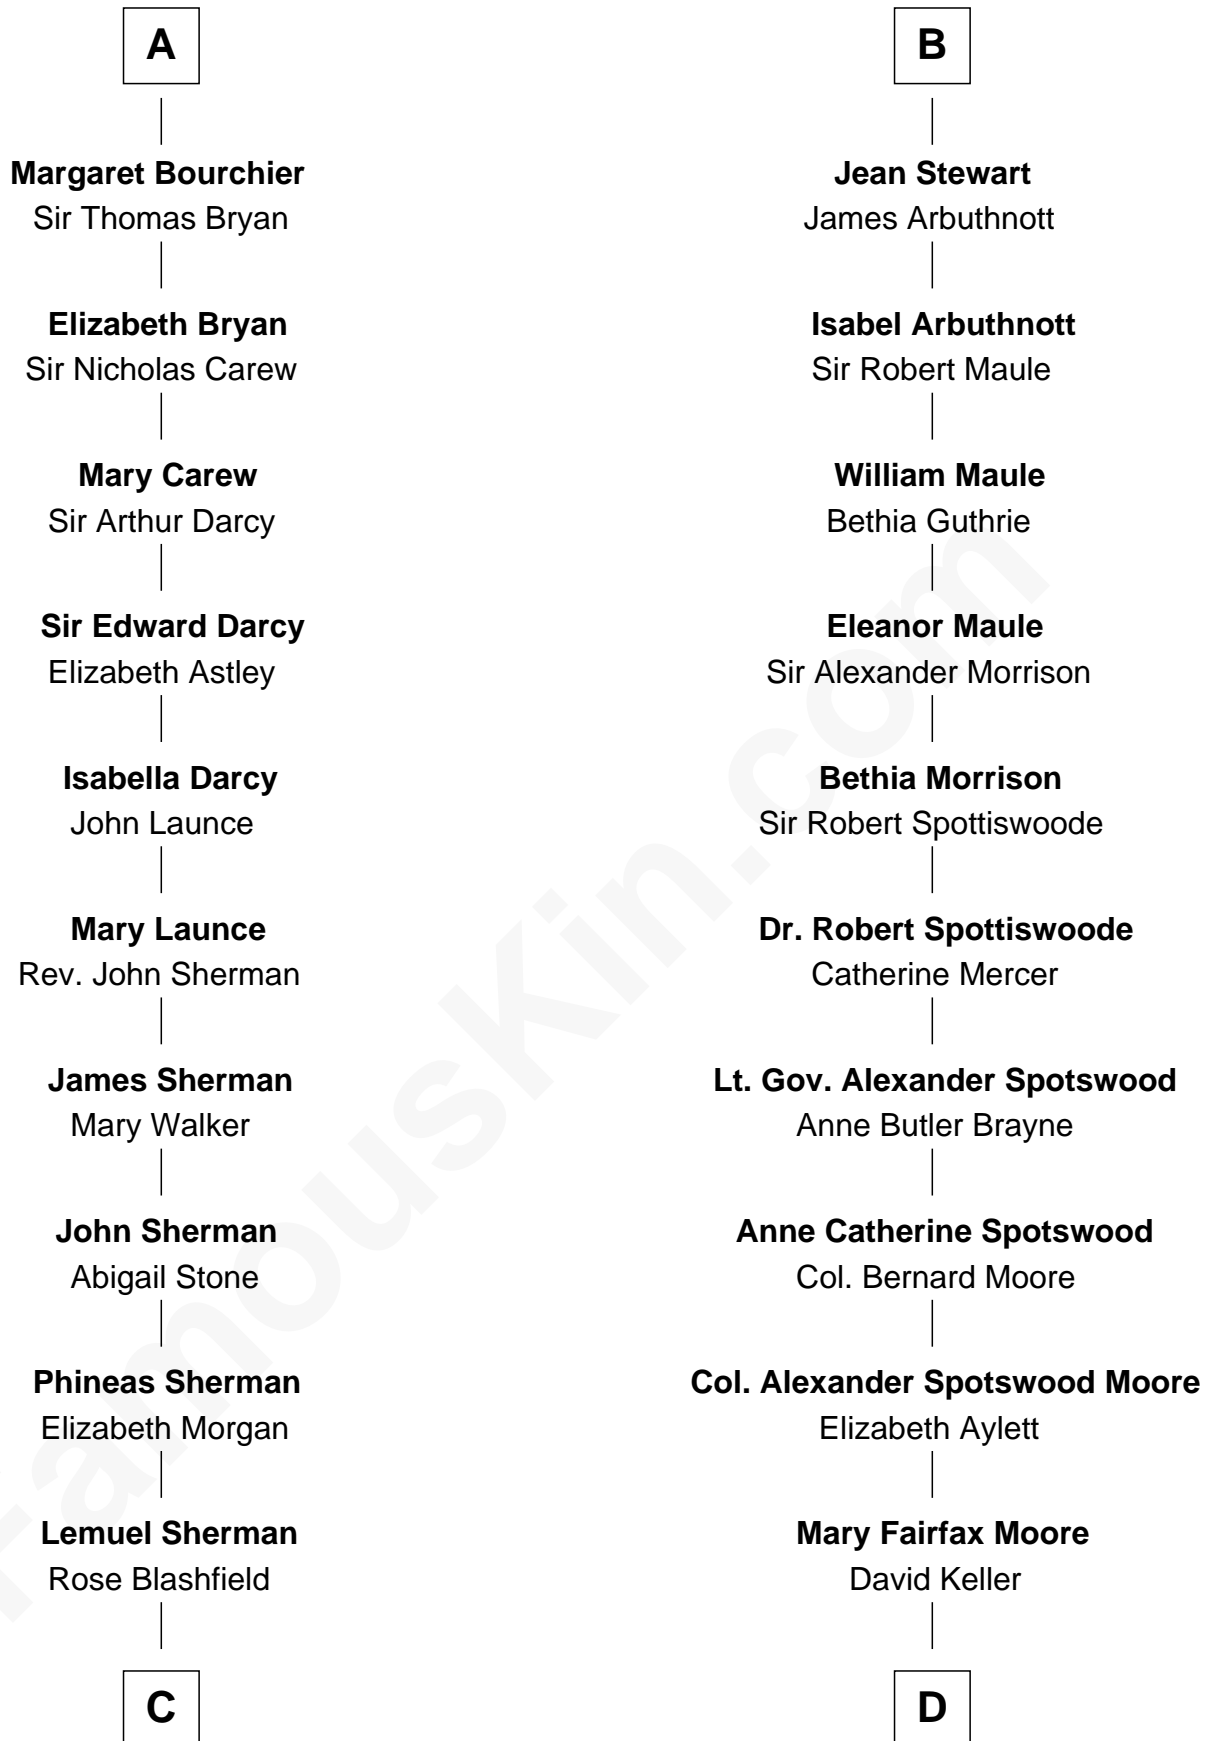 A
Margaret Bourchier
Sir Thomas Bryan
Elizabeth Bryan
Sir Nicholas Carew
Mary Carew
Sir Arthur Darcy
Sir Edward Darcy
Elizabeth Astley
Isabella Darcy
John Launce
Mary Launce
Rev. John Sherman
James Sherman
Mary Walker
John Sherman
Abigail Stone
Phineas Sherman
Elizabeth Morgan
Lemuel Sherman
Rose Blashfield
C
B
Jean Stewart
James Arbuthnott
Isabel Arbuthnott
Sir Robert Maule
William Maule
Bethia Guthrie
Eleanor Maule
Sir Alexander Morrison
Bethia Morrison
Sir Robert Spottiswoode
Dr. Robert Spottiswoode
Catherine Mercer
Lt. Gov. Alexander Spotswood
Anne Butler Brayne
Anne Catherine Spotswood
Col. Bernard Moore
Col. Alexander Spotswood Moore
Elizabeth Aylett
Mary Fairfax Moore
David Keller
D
FamousKin.com